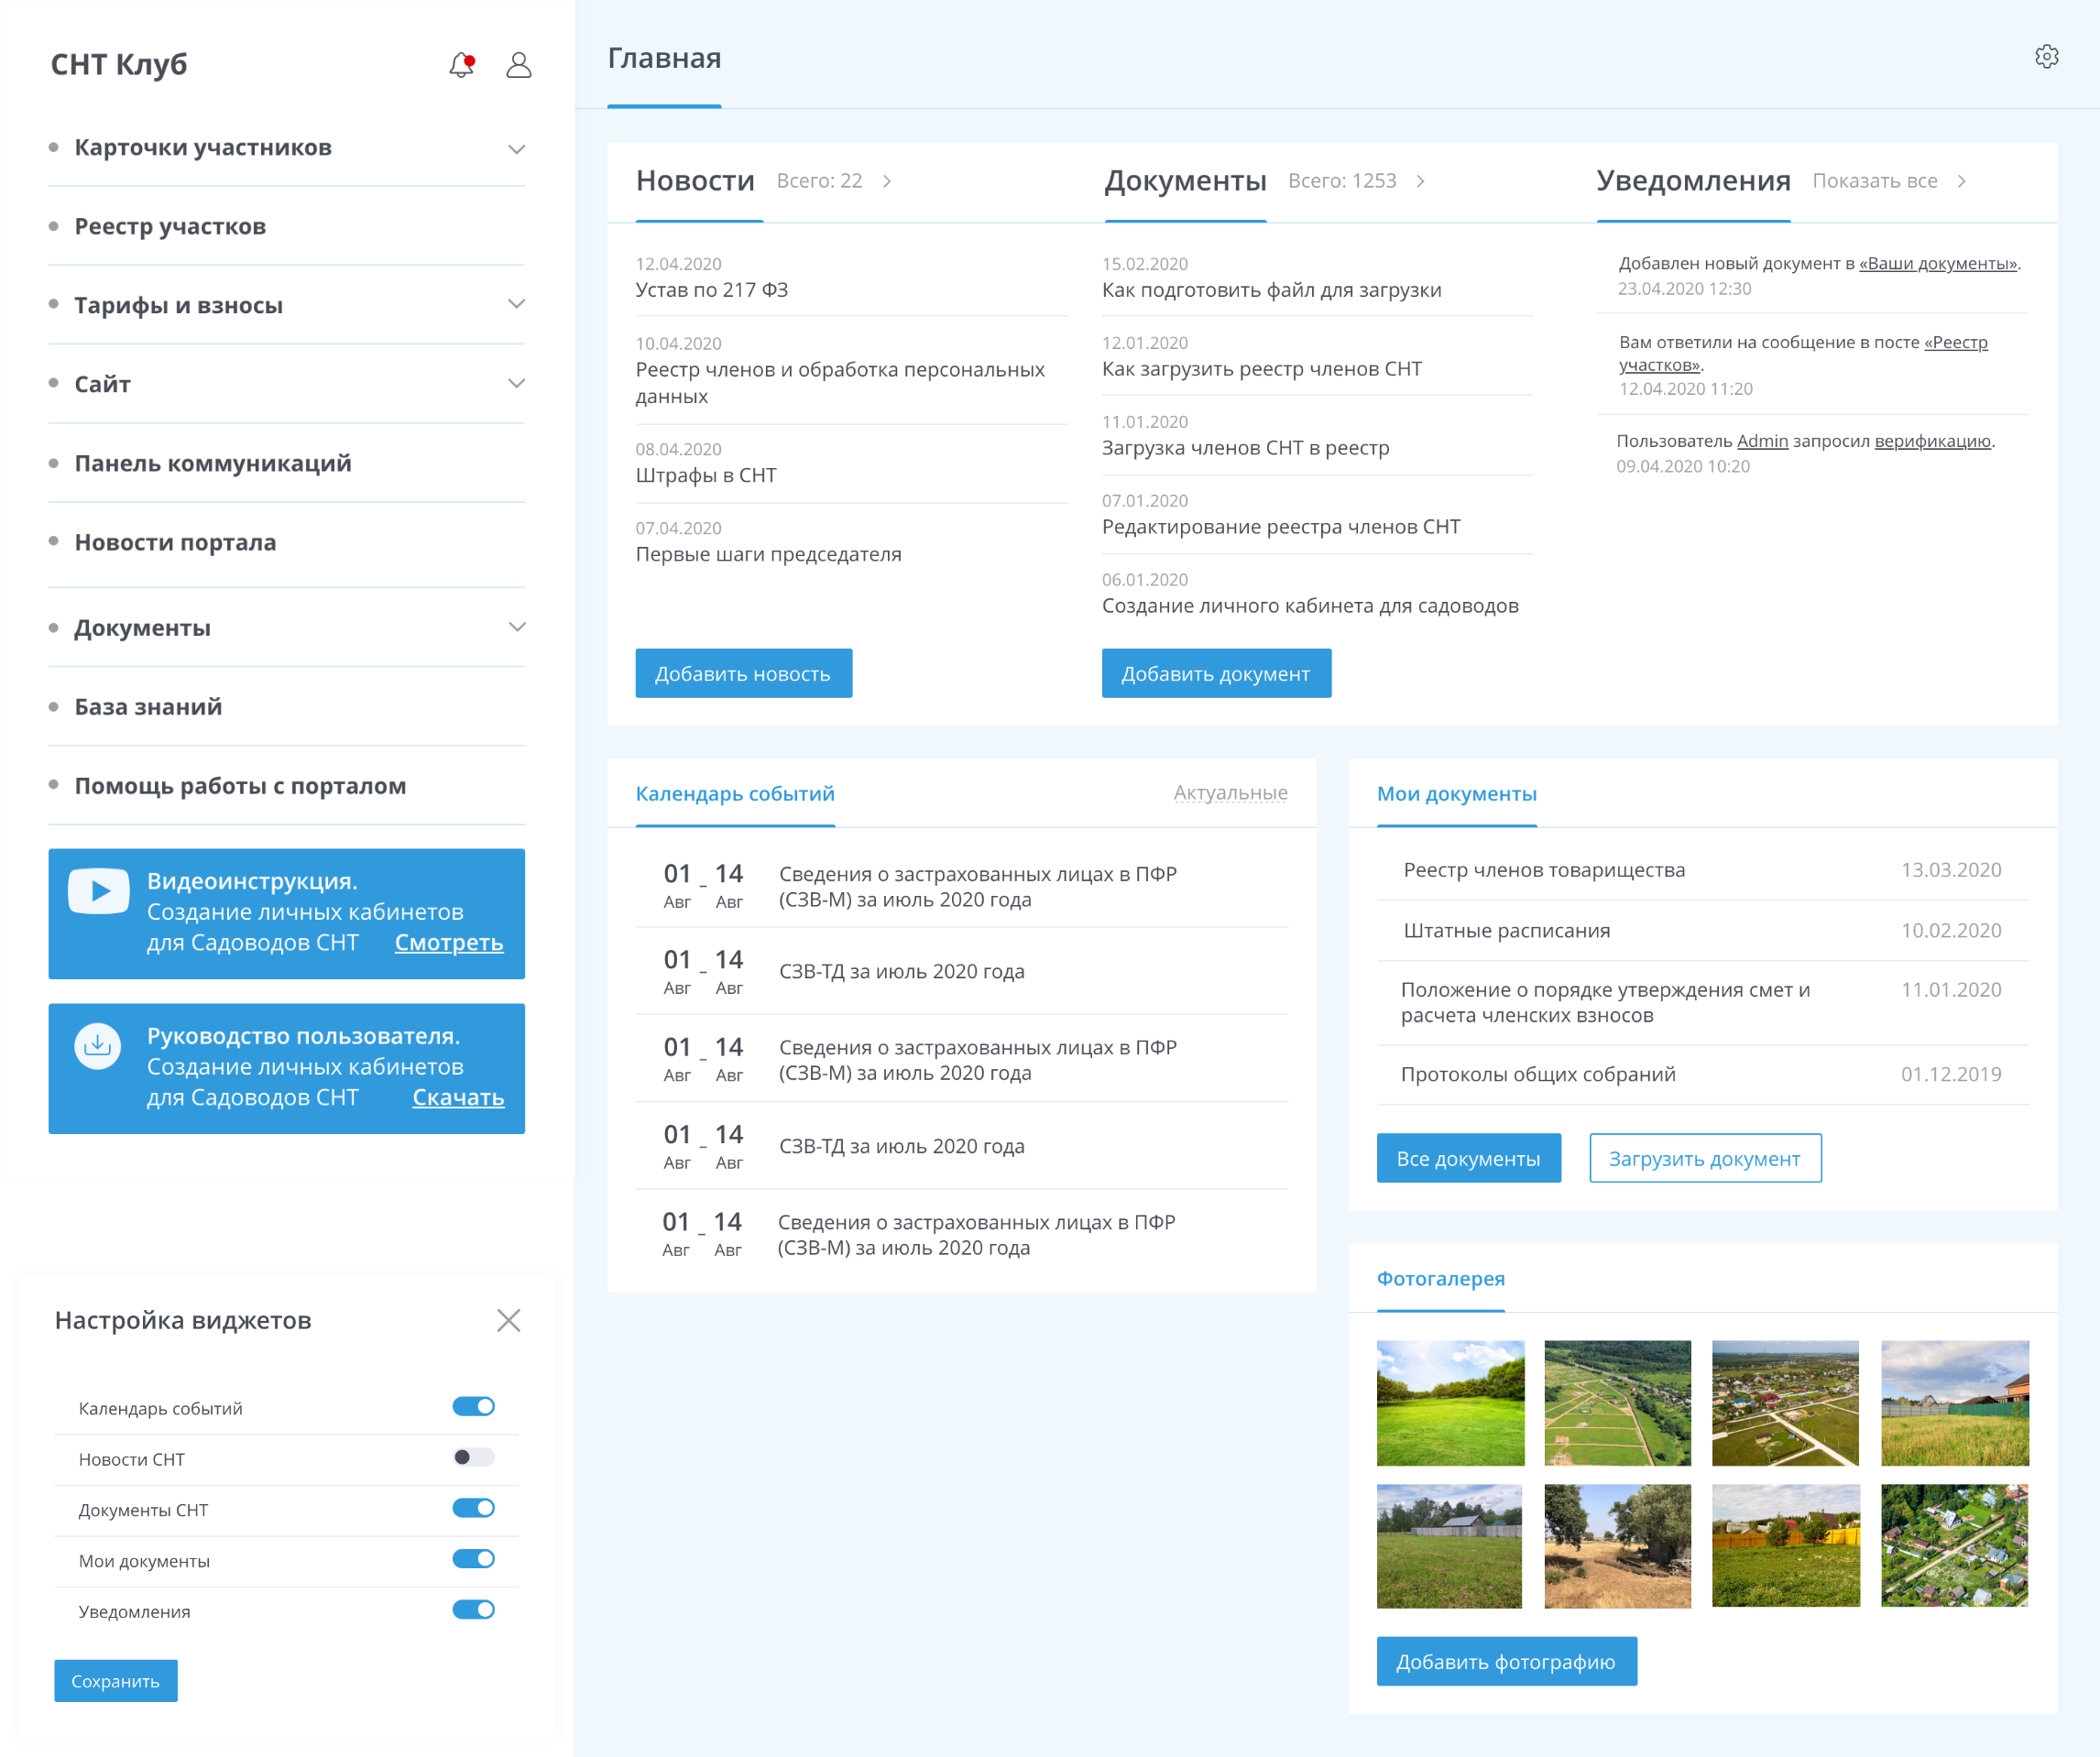 СНТ Клуб
Карточки участников
Реестр участков
Тарифы и взносы
Сайт
Панель коммуникаций
Новости портала
Документы
База знаний
Помощь работы с порталом
Видеоинструкция.
Создание личных кабинетов
для Садоводов СНТ Смотреть
Руководство пользователя.
Создание личных кабинетов
для Садоводов СНТ Скачать
Настройка виджетов
Календарь событий
Новости СНТ
Документы СНТ
Мои документы
Уведомления
Сохранить
Главная
Новости Всего: 22
12.04.2020
Устав по 217 ФЗ
10.04.2020
Реестр членов и обработка персональных
данных
08.04.2020
Штрафы в СНТ
07.04.2020
Первые шаги председателя
Добавить новость
Документы Всего: 1253
15.02.2020
Как подготовить файл для загрузки
12.01.2020
Как загрузить реестр членов СНТ
11.01.2020
Загрузка членов СНТ в реестр
07.01.2020
Редактирование реестра членов СНТ
06.01.2020
Создание личного кабинета для садоводов
Добавить документ
Уведомления Показать все
Добавлен новый документ в «Ваши документы».
23.04.2020 12:30
Вам ответили на сообщение в посте «Реестр
участков».
12.04.2020 11:20
Пользователь Admin запросил верификацию.
09.04.2020 10:20
Календарь событий Актуальные
01 – 14
Авг Авг
Сведения о застрахованных лицах в ПФР
(СЗВ-М) за июль 2020 года
01 – 14
Авг Авг
СЗВ-ТД за июль 2020 года
01 – 14
Авг Авг
Сведения о застрахованных лицах в ПФР
(СЗВ-М) за июль 2020 года
01 – 14
Авг Авг
СЗВ-ТД за июль 2020 года
01 – 14
Авг Авг
Сведения о застрахованных лицах в ПФР
(СЗВ-М) за июль 2020 года
Мои документы
Реестр членов товарищества 13.03.2020
Штатные расписания 10.02.2020
Положение о порядке утверждения смет и 11.01.2020
расчета членских взносов
Протоколы общих собраний 01.12.2019
Все документы Загрузить документ
Фотогалерея
Добавить фотографию